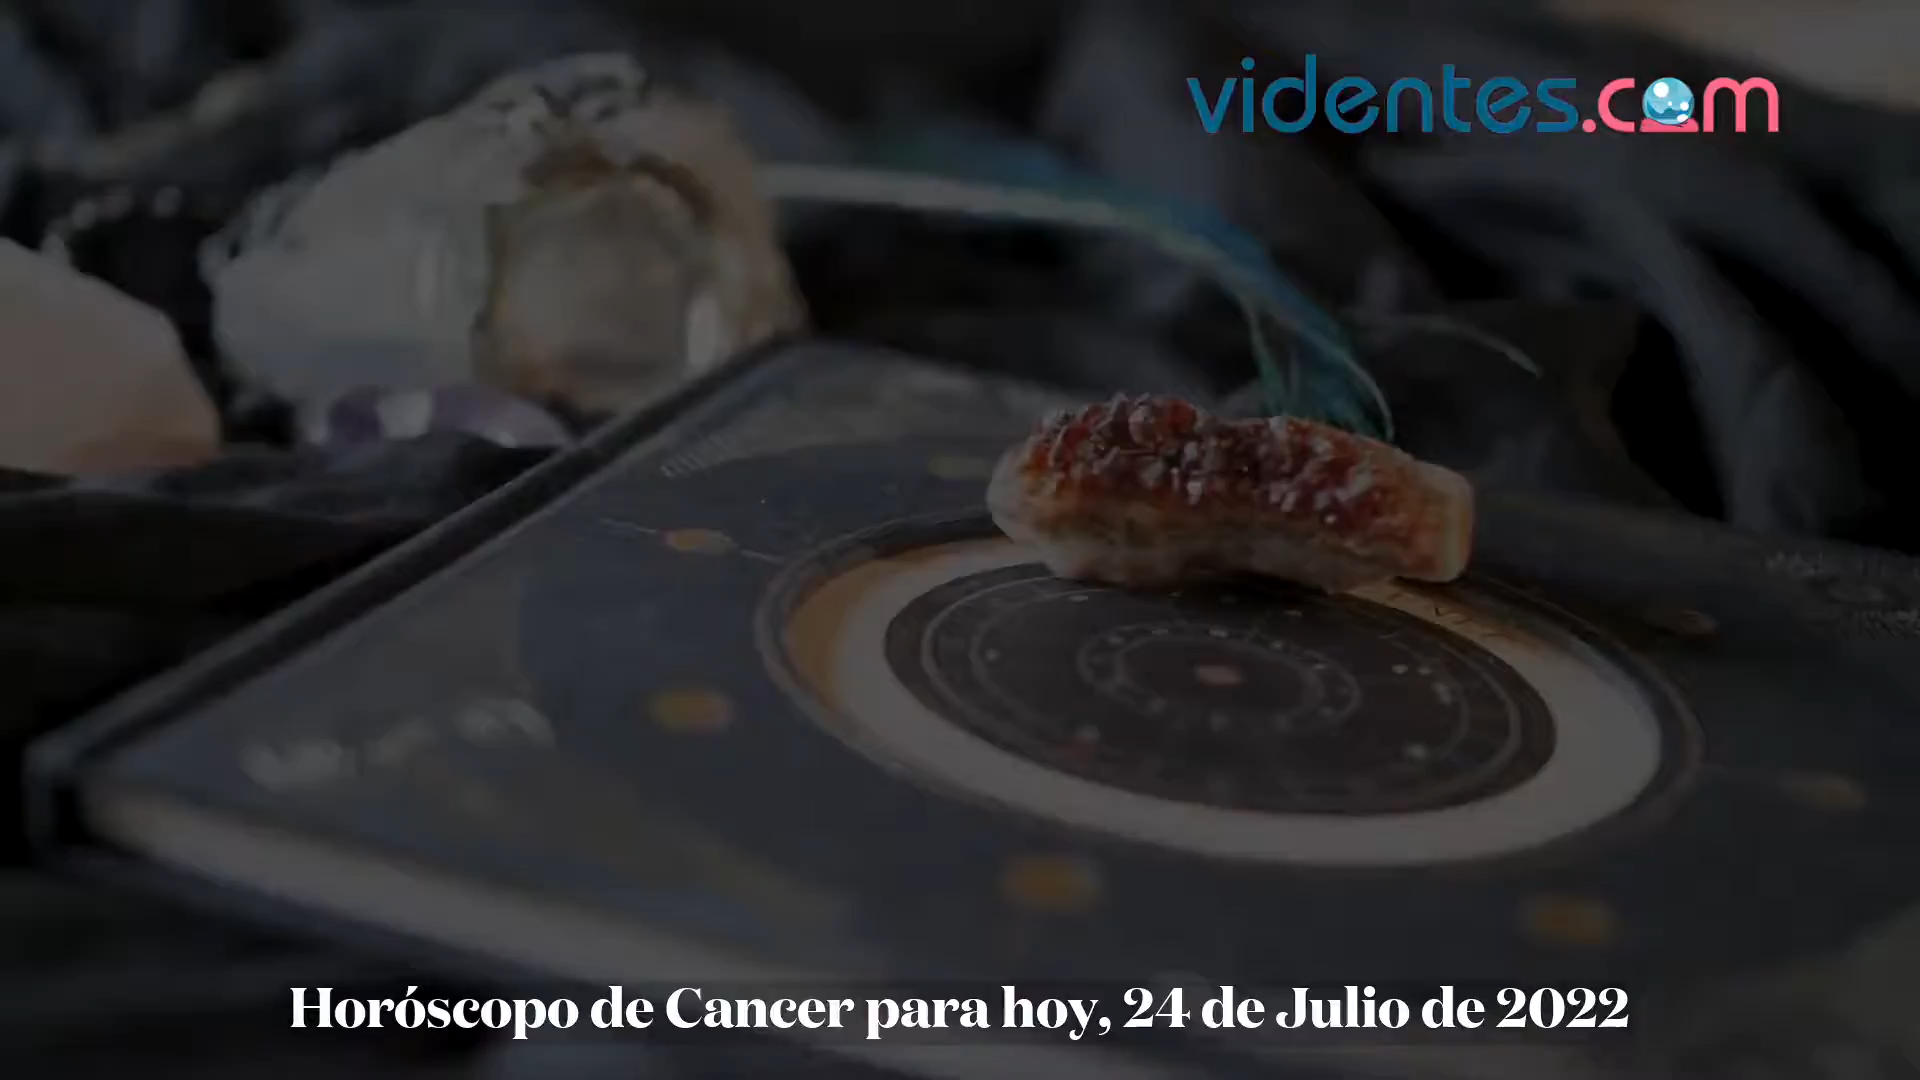 videntes.com
Horóscopo de Cancer para hoy, 24 de Julio de 2022